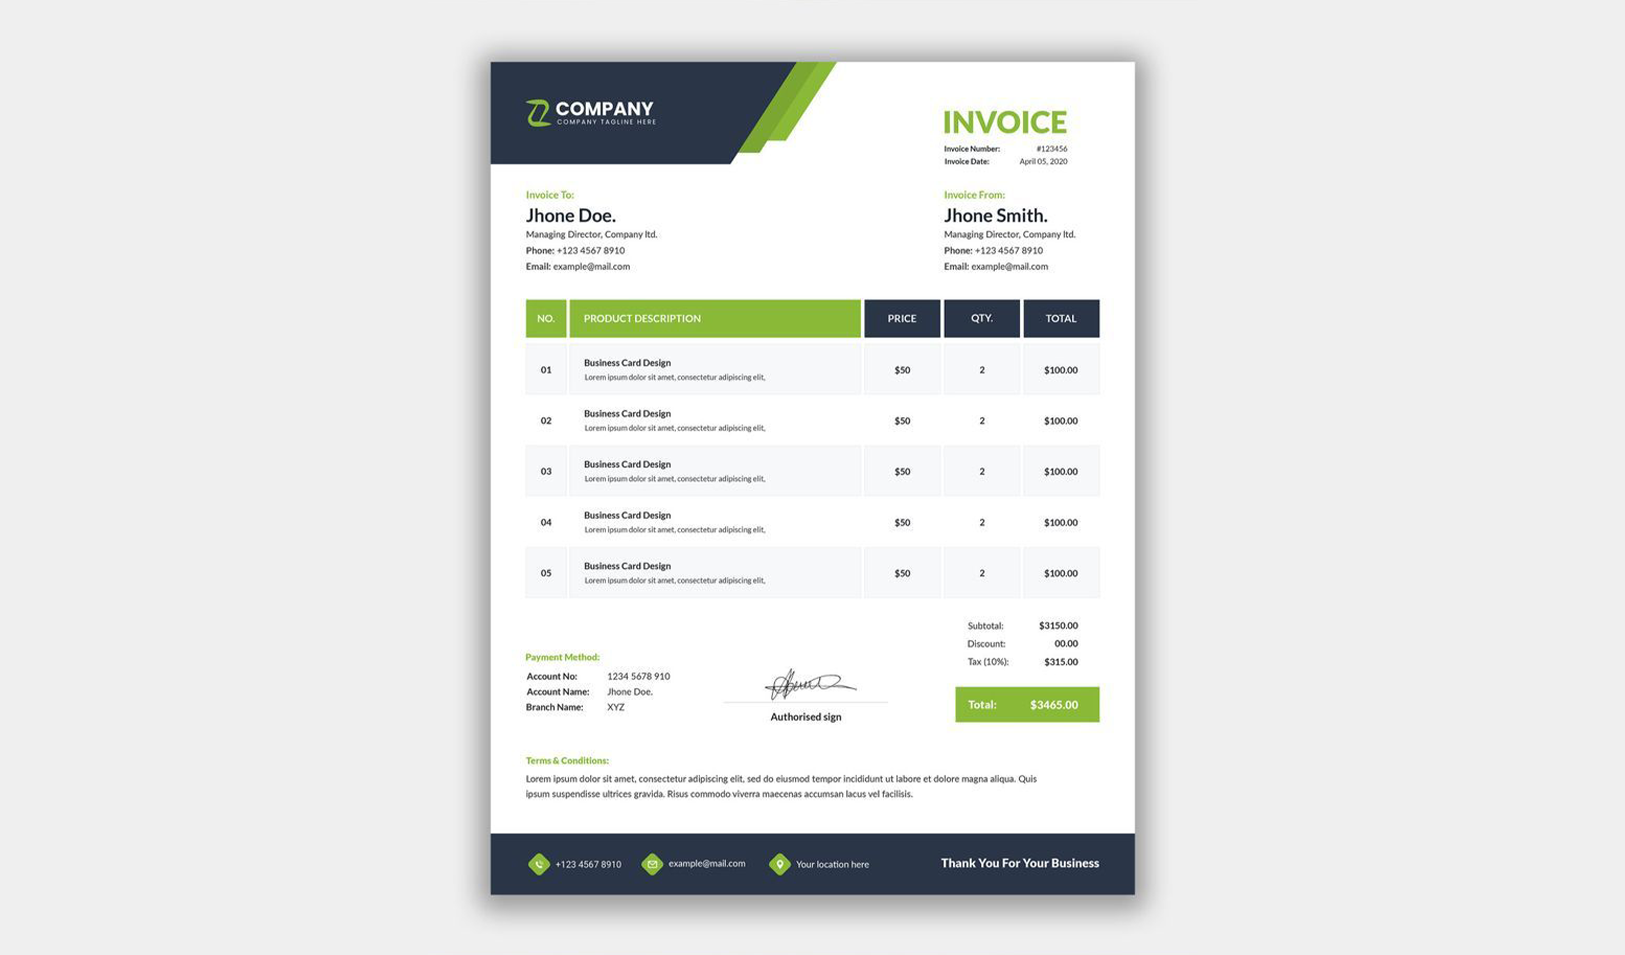 COMPANY
COMPANY TAGLINE HERE
INVOICE
Invoice Number: #123456
Invoice Date: April 05, 2020
Invoice To:
Jhone Doe.
Managing Director, Company ltd.
Phone: +123 4567 8910
Email: example@mail.com
Invoice From:
Jhone Smith.
Managing Director, Company ltd.
Phone: +123 4567 8910
Email: example@mail.com
NO. PRODUCT DESCRIPTION PRICE QTY. TOTAL
01 Business Card Design $50 2 $100.00
Lorem ipsum dolor sit amet, consectetur adipiscing elit,
02 Business Card Design $50 2 $100.00
Lorem ipsum dolor sit amet, consectetur adipiscing elit,
03 Business Card Design $50 2 $100.00
Lorem ipsum dolor sit amet, consectetur adipiscing elit,
04 Business Card Design $50 2 $100.00
Lorem ipsum dolor sit amet, consectetur adipiscing elit,
05 Business Card Design $50 2 $100.00
Lorem ipsum dolor sit amet, consectetur adipiscing elit,
Subtotal: $3150.00
Discount: 00.00
Tax (10%): $315.00
Total: $3465.00
Payment Method:
Account No: 1234 5678 910
Account Name: Jhone Doe.
Branch Name: XYZ
Authorised sign
Terms & Conditions:
Lorem ipsum dolor sit amet, consectetur adipiscing elit, sed do eiusmod tempor incididunt ut labore et dolore magna aliqua. Quis
ipsum suspendisse ultrices gravida. Risus commodo viverra maecenas accumsan lacus vel facilisis.
+123 4567 8910 example@mail.com Your location here Thank You For Your Business